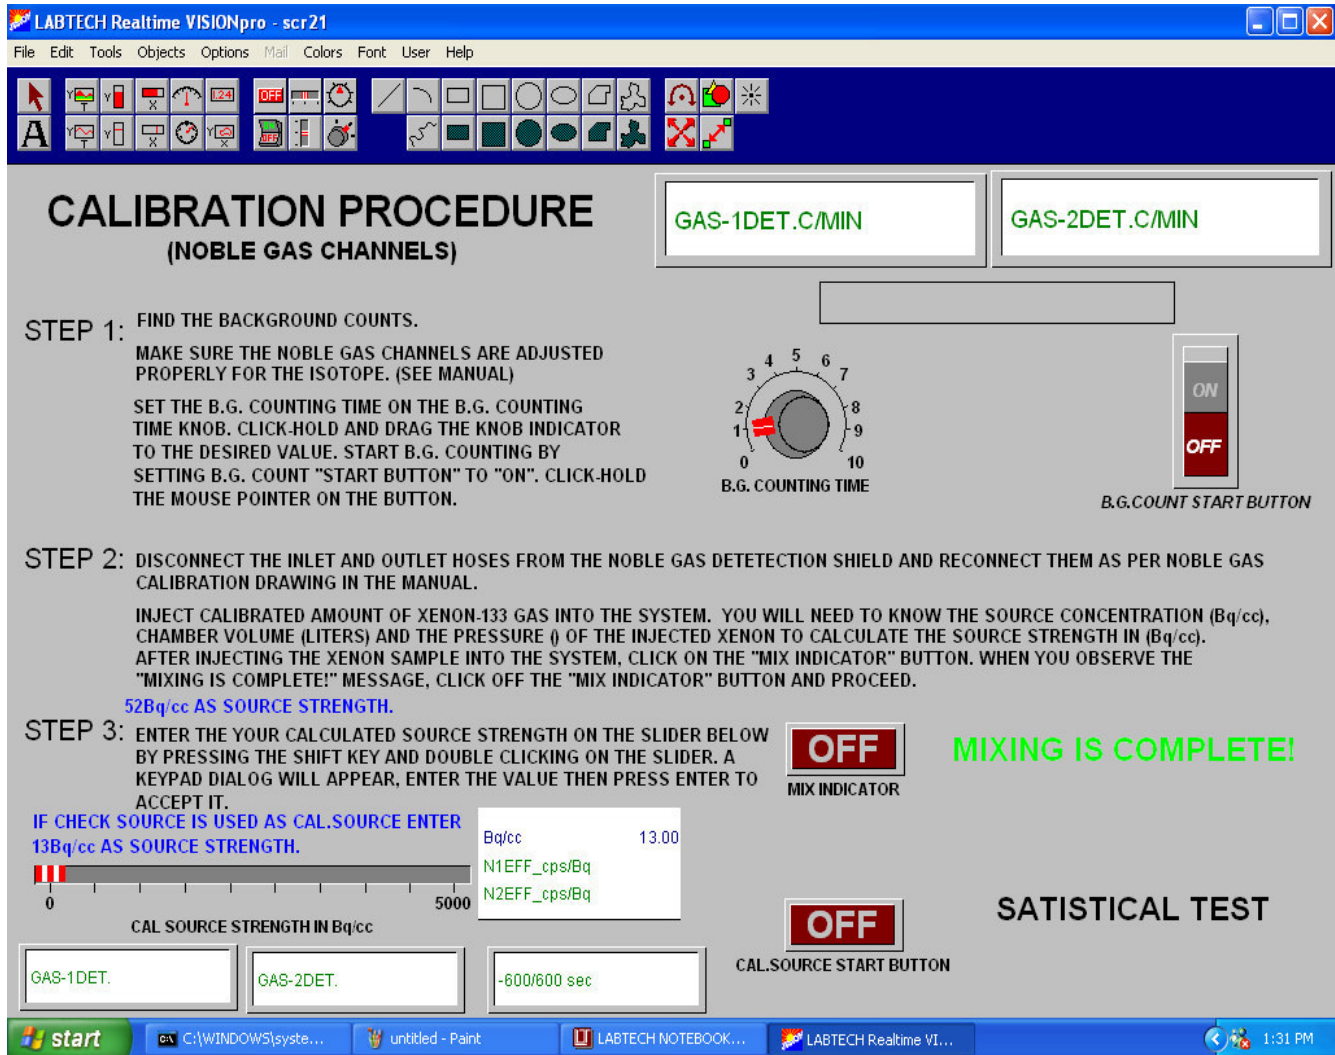 LABTECH Realtime VISIONpro - scr21
File Edit Tools Objects Options Mail Colors Font User Help
OFF
1.24
A
OFF
CALIBRATION PROCEDURE
(NOBLE GAS CHANNELS)
GAS-1DET.C/MIN
GAS-2DET.C/MIN
STEP 1: FIND THE BACKGROUND COUNTS.
MAKE SURE THE NOBLE GAS CHANNELS ARE ADJUSTED
PROPERLY FOR THE ISOTOPE. (SEE MANUAL)
SET THE B.G. COUNTING TIME ON THE B.G. COUNTING
TIME KNOB. CLICK-HOLD AND DRAG THE KNOB INDICATOR
TO THE DESIRED VALUE. START B.G. COUNTING BY
SETTING B.G. COUNT "START BUTTON" TO "ON". CLICK-HOLD
THE MOUSE POINTER ON THE BUTTON.
0 1 2 3 4 5 6 7 8 9 10
B.G. COUNTING TIME
ON
OFF
B.G.COUNT START BUTTON
STEP 2: DISCONNECT THE INLET AND OUTLET HOSES FROM THE NOBLE GAS DETETECTION SHIELD AND RECONNECT THEM AS PER NOBLE GAS
CALIBRATION DRAWING IN THE MANUAL.
INJECT CALIBRATED AMOUNT OF XENON-133 GAS INTO THE SYSTEM. YOU WILL NEED TO KNOW THE SOURCE CONCENTRATION (Bq/cc),
CHAMBER VOLUME (LITERS) AND THE PRESSURE () OF THE INJECTED XENON TO CALCULATE THE SOURCE STRENGTH IN (Bq/cc).
AFTER INJECTING THE XENON SAMPLE INTO THE SYSTEM, CLICK ON THE "MIX INDICATOR" BUTTON. WHEN YOU OBSERVE THE
"MIXING IS COMPLETE!" MESSAGE, CLICK OFF THE "MIX INDICATOR" BUTTON AND PROCEED.
52Bq/cc AS SOURCE STRENGTH.
STEP 3: ENTER THE YOUR CALCULATED SOURCE STRENGTH ON THE SLIDER BELOW
BY PRESSING THE SHIFT KEY AND DOUBLE CLICKING ON THE SLIDER. A
KEYPAD DIALOG WILL APPEAR, ENTER THE VALUE THEN PRESS ENTER TO
ACCEPT IT.
OFF
MIX INDICATOR
MIXING IS COMPLETE!
IF CHECK SOURCE IS USED AS CAL.SOURCE ENTER
13Bq/cc AS SOURCE STRENGTH.
0 5000
CAL SOURCE STRENGTH IN Bq/cc
Bq/cc 13.00
N1EFF_cps/Bq
N2EFF_cps/Bq
OFF
CAL.SOURCE START BUTTON
SATISTICAL TEST
GAS-1DET.
GAS-2DET.
-600/600 sec
start
C:\WINDOWS\syste...
untitled - Paint
LABTECH NOTEBOOK...
LABTECH Realtime VI...
1:31 PM